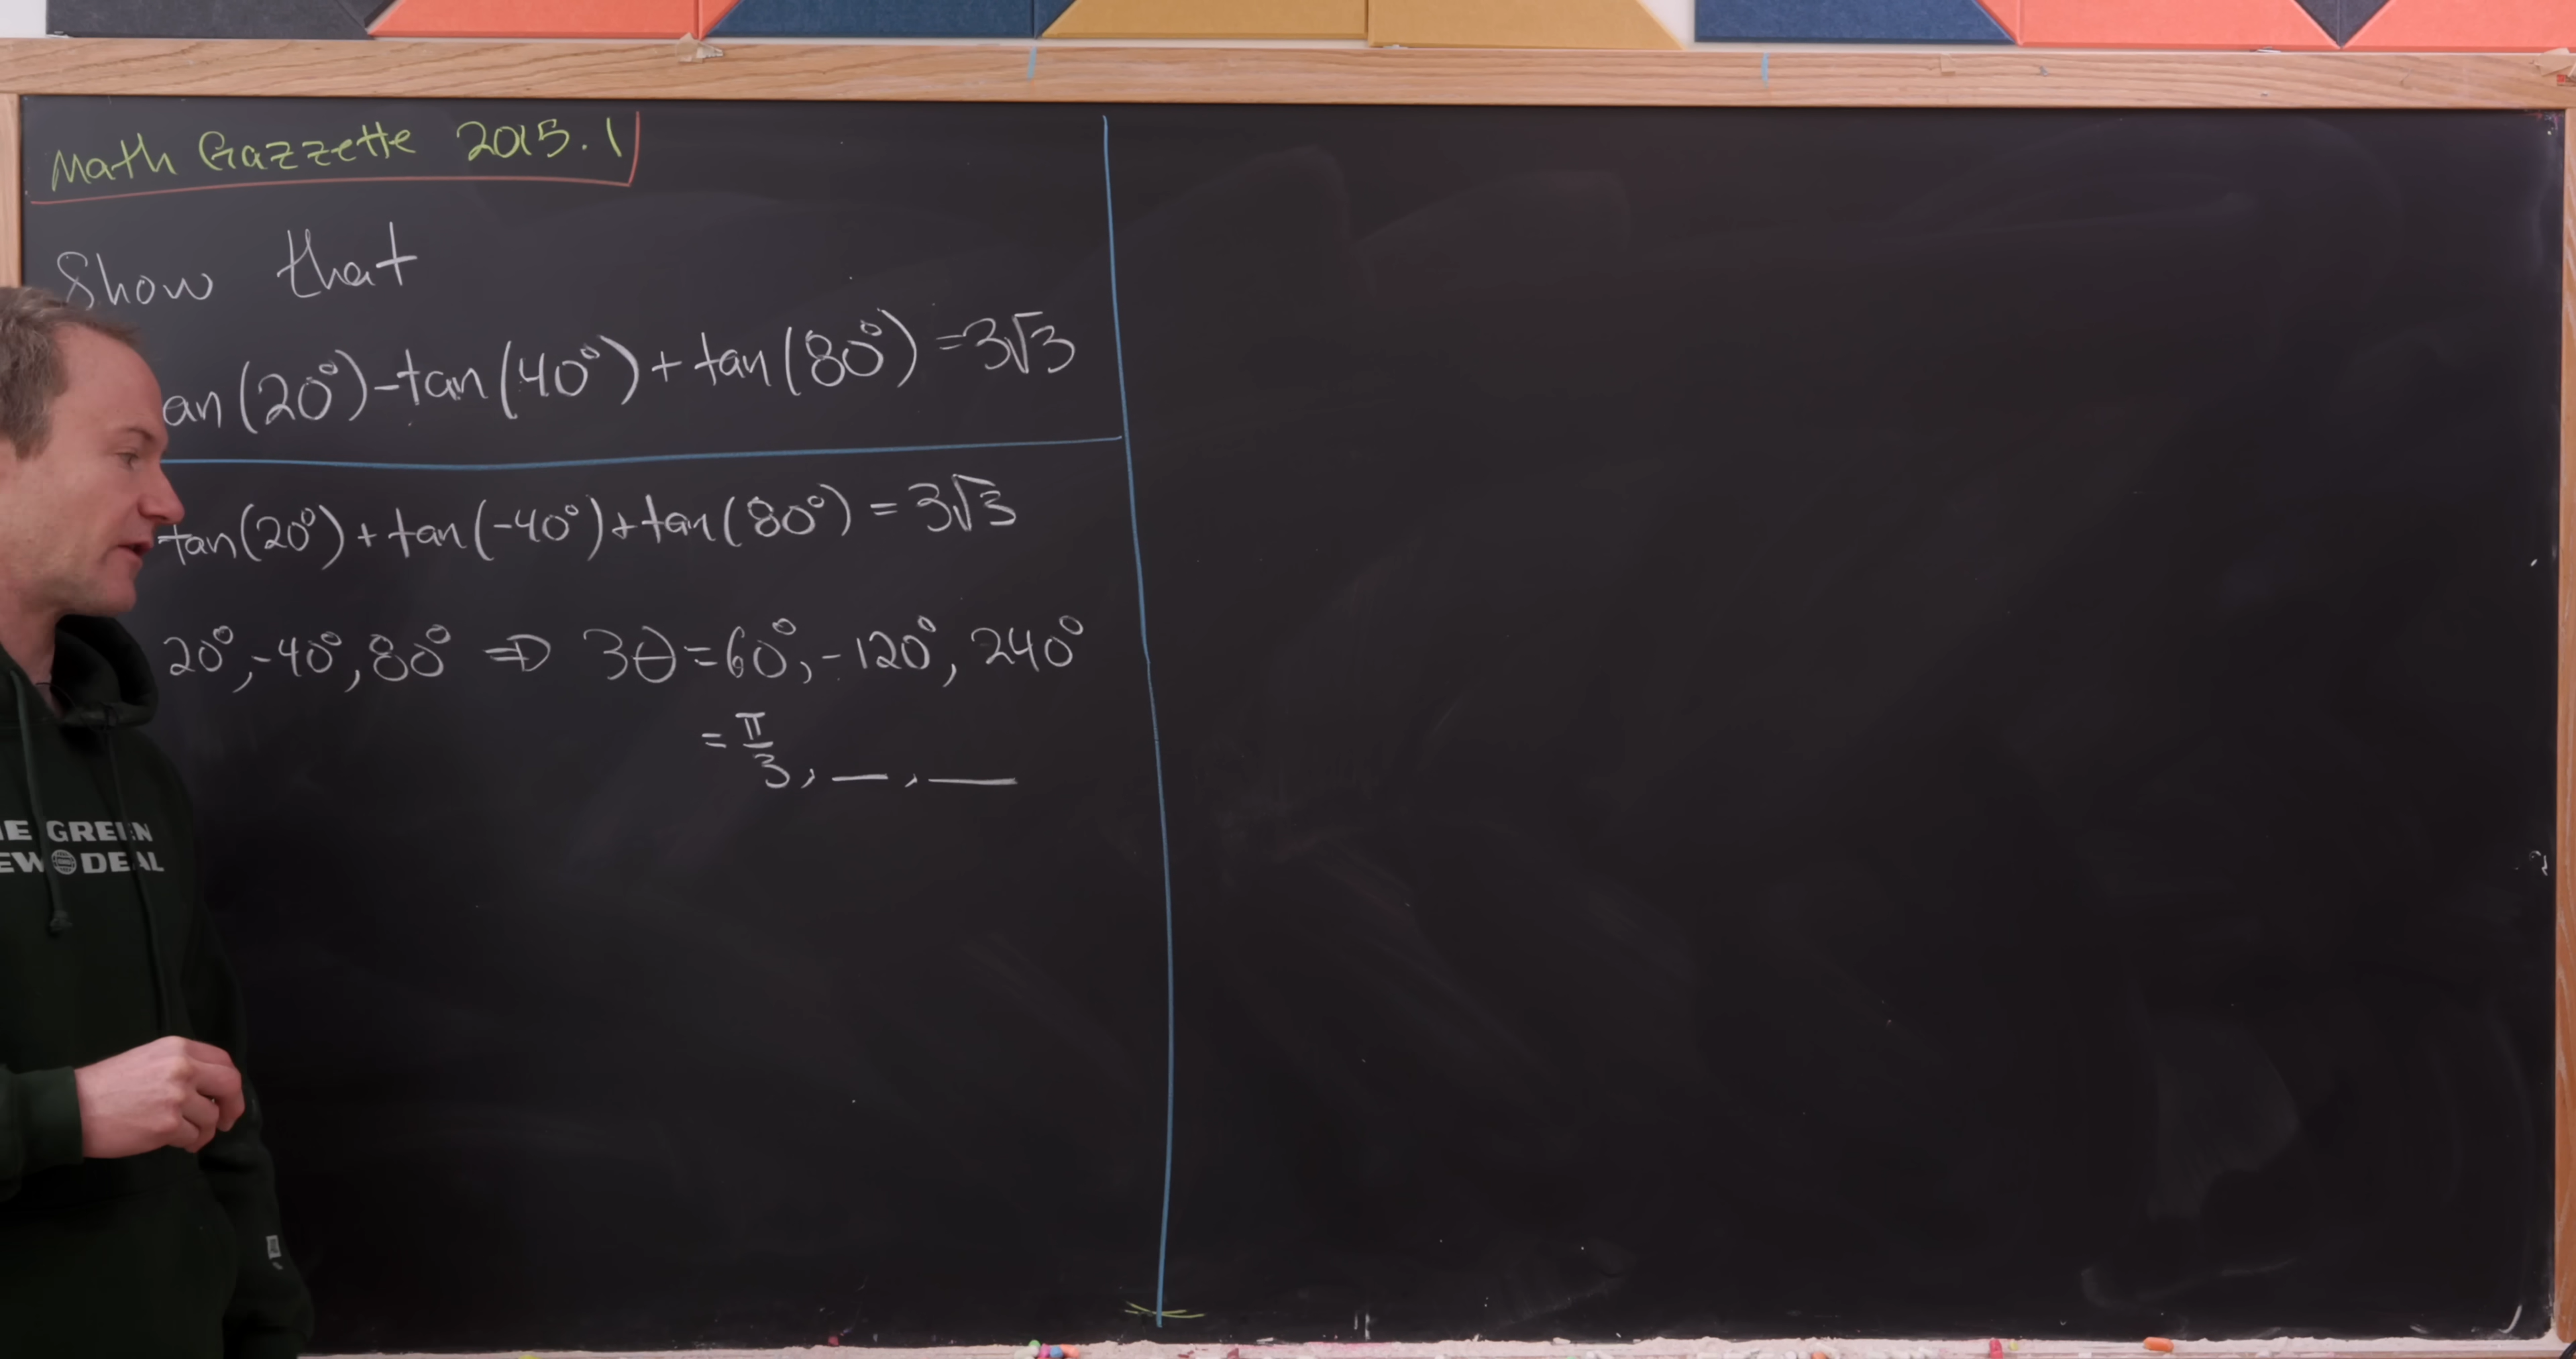 Math Gazzette 2015.1
Show that
an(20°)-tan(40°)+tan(80°)=3√3
tan(20°)+tan(-40°)+tan(80°)=3√3
20°,-40°,80° ⇒ 3θ=60°,-120°,240°
=π/3, __, __
E GREEN
EW DEAL